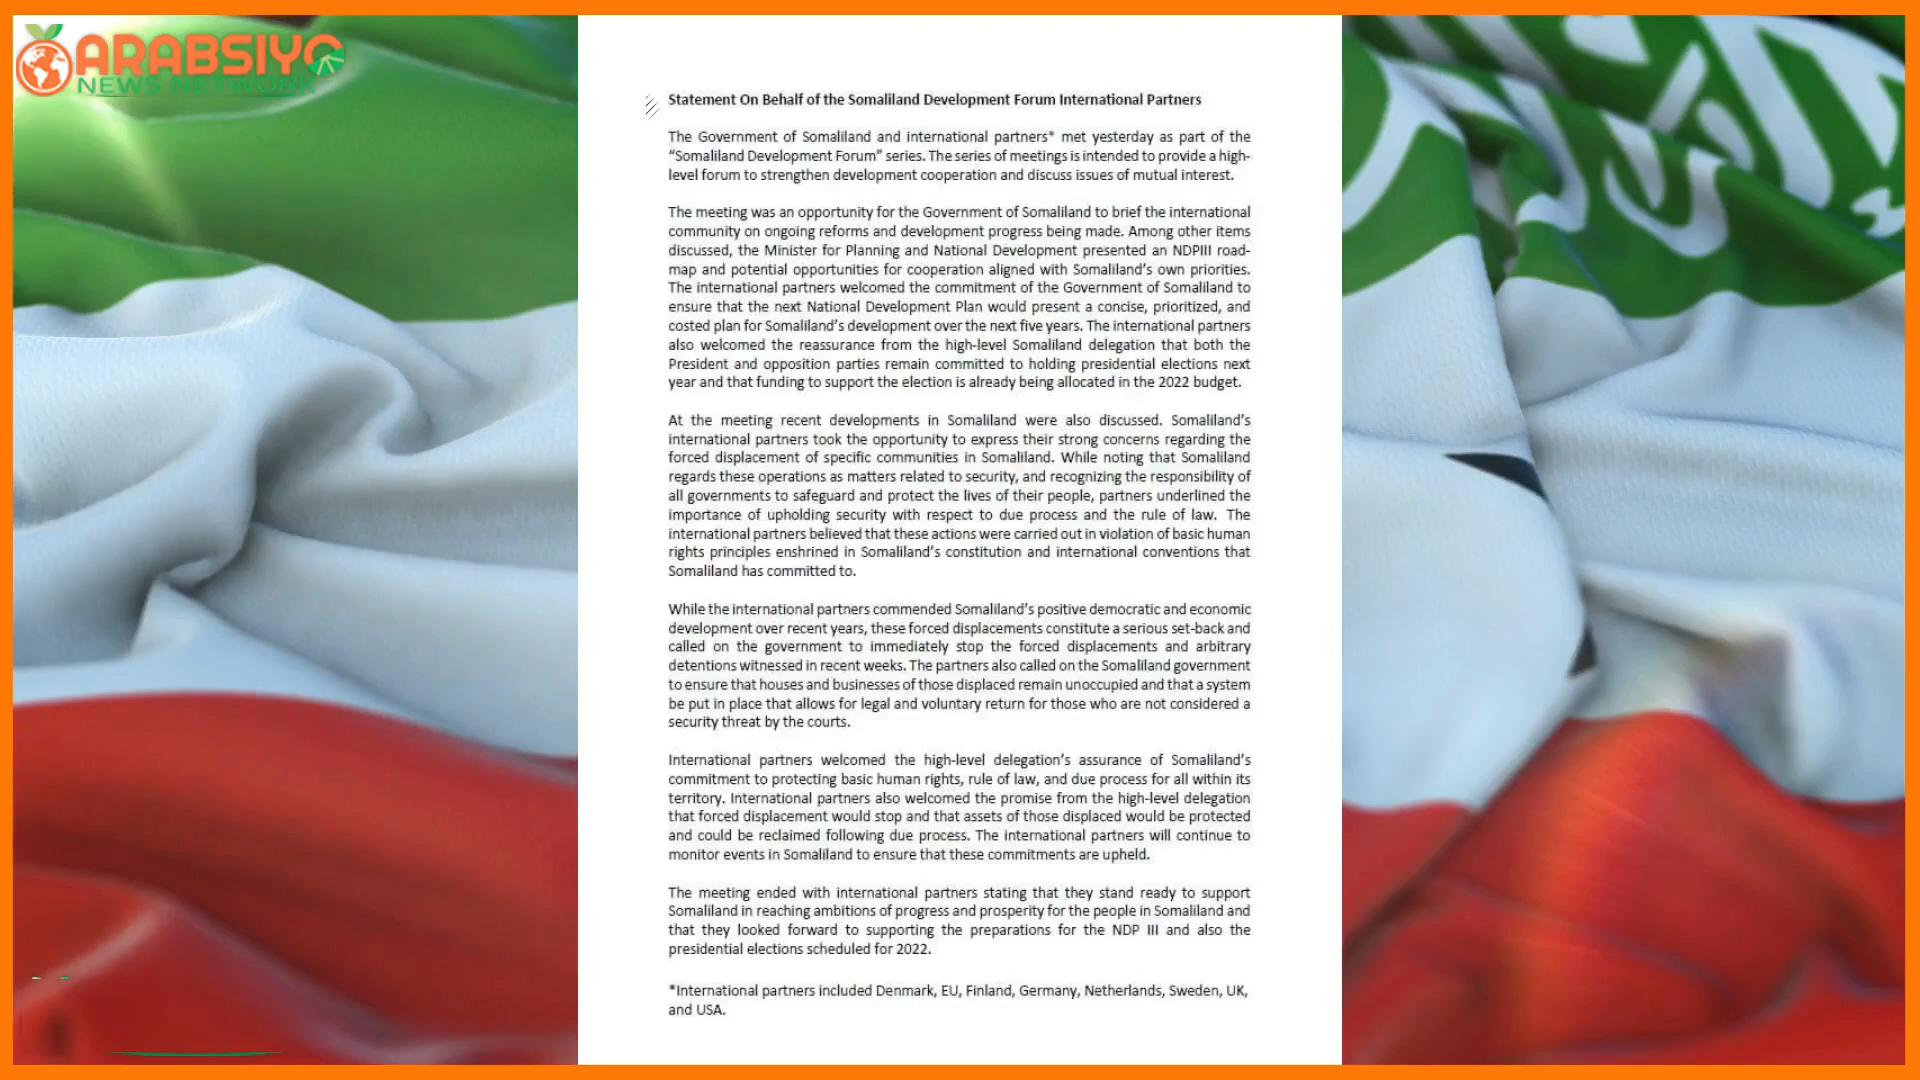 ARABSIYO
NEWS NETWORK
Statement On Behalf of the Somaliland Development Forum International Partners
The Government of Somaliland and international partners* met yesterday as part of the
“Somaliland Development Forum” series. The series of meetings is intended to provide a high-
level forum to strengthen development cooperation and discuss issues of mutual interest.
The meeting was an opportunity for the Government of Somaliland to brief the international
community on ongoing reforms and development progress being made. Among other items
discussed, the Minister for Planning and National Development presented an NDPIII road-
map and potential opportunities for cooperation aligned with Somaliland’s own priorities.
The international partners welcomed the commitment of the Government of Somaliland to
ensure that the next National Development Plan would present a concise, prioritized, and
costed plan for Somaliland’s development over the next five years. The international partners
also welcomed the reassurance from the high-level Somaliland delegation that both the
President and opposition parties remain committed to holding presidential elections next
year and that funding to support the election is already being allocated in the 2022 budget.
At the meeting recent developments in Somaliland were also discussed. Somaliland’s
international partners took the opportunity to express their strong concerns regarding the
forced displacement of specific communities in Somaliland. While noting that Somaliland
regards these operations as matters related to security, and recognizing the responsibility of
all governments to safeguard and protect the lives of their people, partners underlined the
importance of upholding security with respect to due process and the rule of law. The
international partners believed that these actions were carried out in violation of basic human
rights principles enshrined in Somaliland’s constitution and international conventions that
Somaliland has committed to.
While the international partners commended Somaliland’s positive democratic and economic
development over recent years, these forced displacements constitute a serious set-back and
called on the government to immediately stop the forced displacements and arbitrary
detentions witnessed in recent weeks. The partners also called on the Somaliland government
to ensure that houses and businesses of those displaced remain unoccupied and that a system
be put in place that allows for legal and voluntary return for those who are not considered a
security threat by the courts.
International partners welcomed the high-level delegation’s assurance of Somaliland’s
commitment to protecting basic human rights, rule of law, and due process for all within its
territory. International partners also welcomed the promise from the high-level delegation
that forced displacement would stop and that assets of those displaced would be protected
and could be reclaimed following due process. The international partners will continue to
monitor events in Somaliland to ensure that these commitments are upheld.
The meeting ended with international partners stating that they stand ready to support
Somaliland in reaching ambitions of progress and prosperity for the people in Somaliland and
that they looked forward to supporting the preparations for the NDP III and also the
presidential elections scheduled for 2022.
*International partners included Denmark, EU, Finland, Germany, Netherlands, Sweden, UK,
and USA.